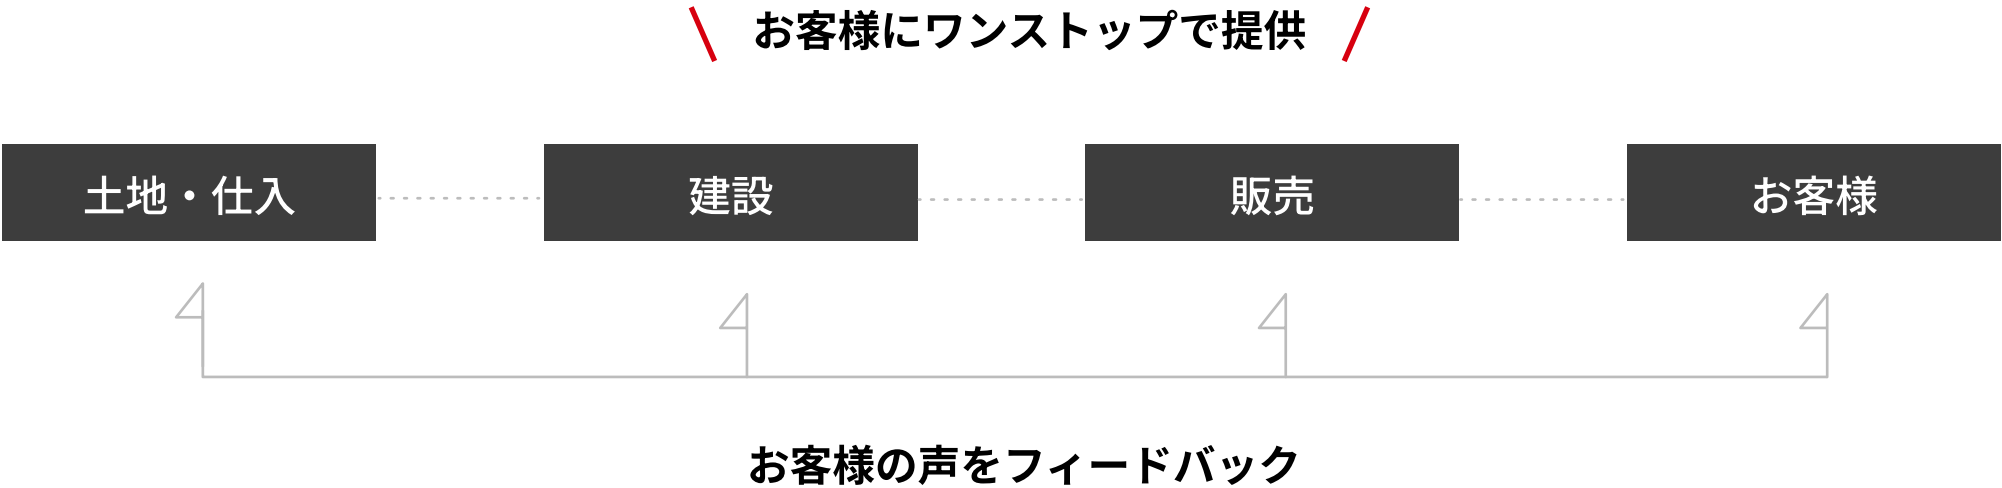 お客様にワンストップで提供
土地・仕入
建設
販売
お客様
お客様の声をフィードバック